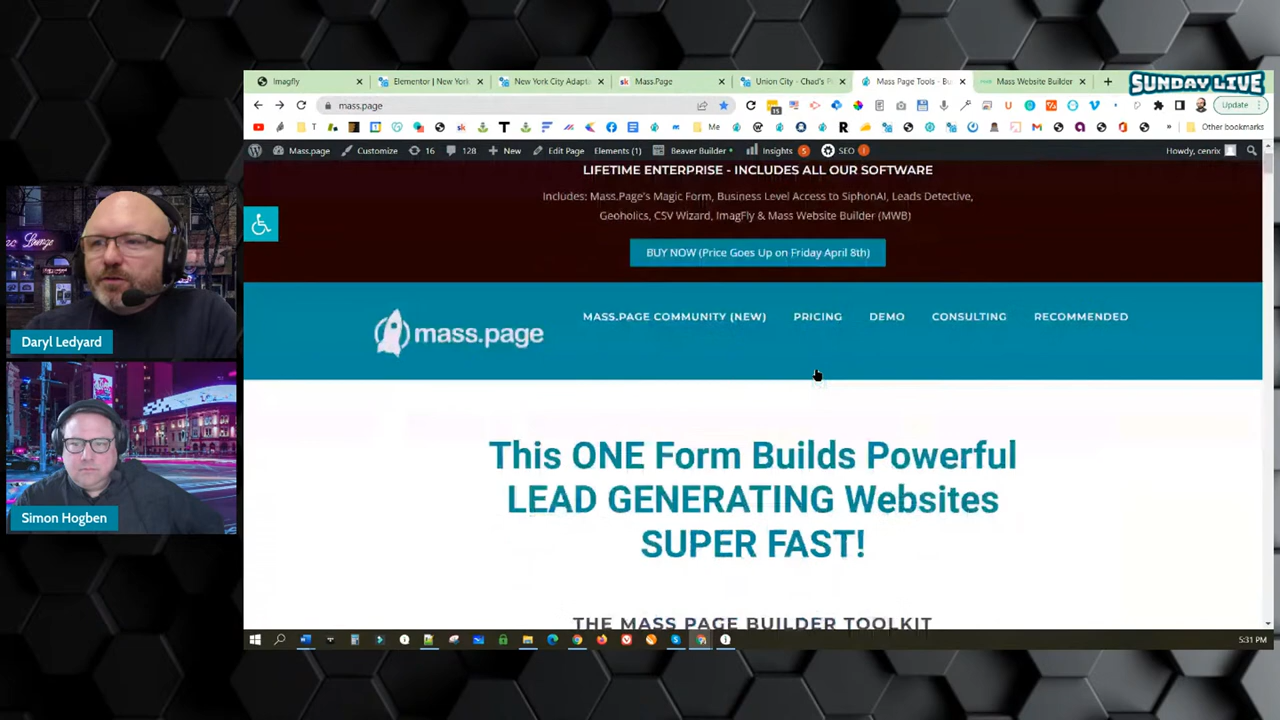 SUNDAY LIVE
Imagfly
Elementor | New York
New York City Adapt
Mass.Page
Union City - Chad's P
Mass Page Tools - Bu
Mass Website Builder
mass.page
Update
Me
Other bookmarks
Mass.page
Customize
16
128
New
Edit Page
Elements (1)
Beaver Builder
Insights
5
SEO
Howdy, cenrix
LIFETIME ENTERPRISE - INCLUDES ALL OUR SOFTWARE
Includes: Mass.Page's Magic Form, Business Level Access to SiphonAI, Leads Detective,
Geoholics, CSV Wizard, ImagFly & Mass Website Builder (MWB)
BUY NOW (Price Goes Up on Friday April 8th)
mass.page
MASS.PAGE COMMUNITY (NEW)
PRICING
DEMO
CONSULTING
RECOMMENDED
This ONE Form Builds Powerful
LEAD GENERATING Websites
SUPER FAST!
THE MASS PAGE BUILDER TOOLKIT
5:31 PM
Daryl Ledyard
Simon Hogben